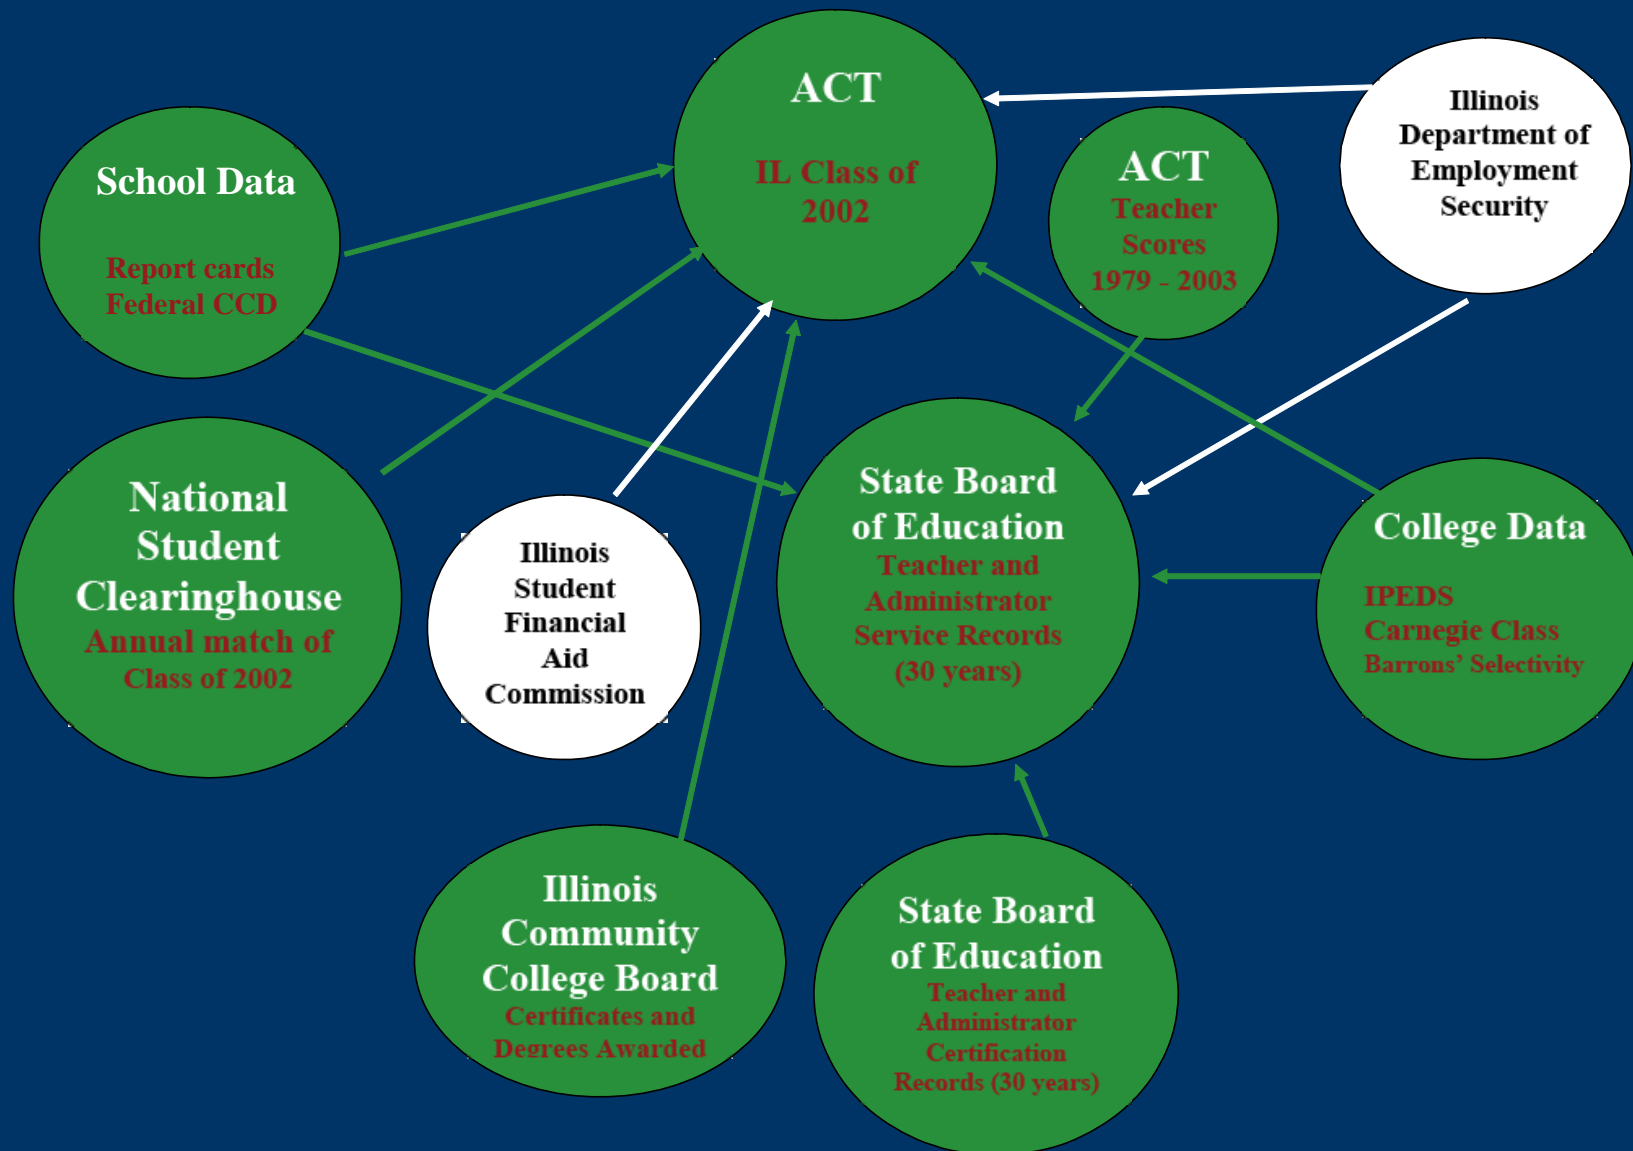 ACT
IL Class of
2002
Illinois
Department of
Employment
Security
School Data
Report cards
Federal CCD
ACT
Teacher
Scores
1979 - 2003
National
Student
Clearinghouse
Annual match of
Class of 2002
Illinois
Student
Financial
Aid
Commission
State Board
of Education
Teacher and
Administrator
Service Records
(30 years)
College Data
IPEDS
Carnegie Class
Barrons’ Selectivity
Illinois
Community
College Board
Certificates and
Degrees Awarded
State Board
of Education
Teacher and
Administrator
Certification
Records (30 years)